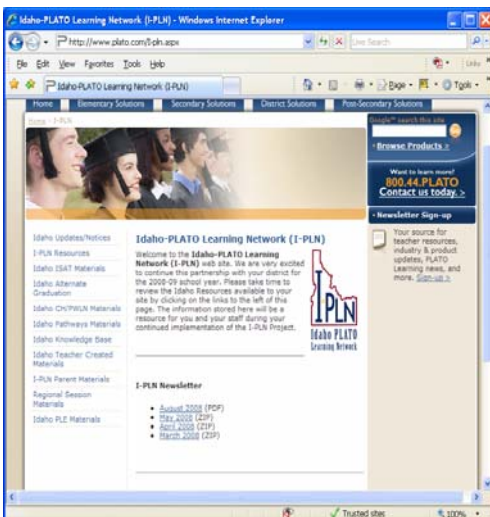 Idaho-PLATO Learning Network (I-PLN) - Windows Internet Explorer
http://www.plato.com/I-pln.aspx
Live Search
File Edit View Favorites Tools Help
Links
Idaho-PLATO Learning Network (I-PLN)
Page
Tools
Home Elementary Solutions Secondary Solutions District Solutions Post-Secondary Solutions
Home > I-PLN
Google™ search this site
Browse Products >
Want to learn more?
800.44.PLATO
Contact us today. >
Newsletter Sign-up
Your source for
teacher resources,
industry & product
updates, PLATO
Learning news, and
more. Sign-up >
Idaho Updates/Notices
I-PLN Resources
Idaho ISAT Materials
Idaho Alternate
Graduation
Idaho CH/PWLN Materials
Idaho Pathways Materials
Idaho Knowledge Base
Idaho Teacher Created
Materials
I-PLN Parent Materials
Regional Session
Materials
Idaho PLE Materials
Idaho-PLATO Learning Network (I-PLN)
Welcome to the Idaho-PLATO Learning
Network (I-PLN) web site. We are very excited
to continue this partnership with your district for
the 2008-09 school year. Please take time to
review the Idaho Resources available to your
site by clicking on the links to the left of this
page. The information stored here will be a
resource for you and your staff during your
continued implementation of the I-PLN Project.
I-PLN
Idaho PLATO
Learning Network
I-PLN Newsletter
August 2008 (PDF)
May 2008 (ZIP)
April 2008 (ZIP)
March 2008 (ZIP)
Trusted sites
100%